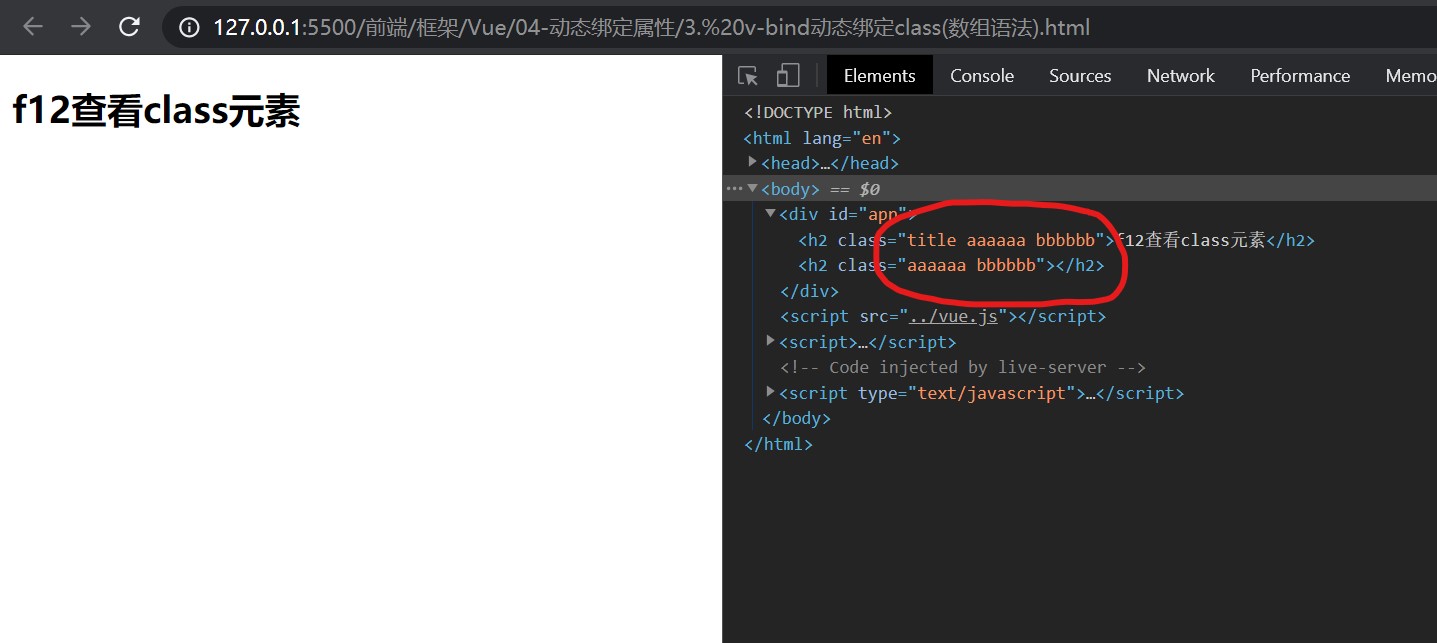 127.0.0.1:5500/前端/框架/Vue/04-动态绑定属性/3.%20v-bind动态绑定class(数组语法).html
f12查看class元素
Elements Console Sources Network Performance Memo
<!DOCTYPE html>
<html lang="en">
<head>…</head>
<body> == $0
<div id="app">
<h2 class="title aaaaaa bbbbbb">f12查看class元素</h2>
<h2 class="aaaaaa bbbbbb"></h2>
</div>
<script src="../vue.js"></script>
<script>…</script>
<!-- Code injected by live-server -->
<script type="text/javascript">…</script>
</body>
</html>